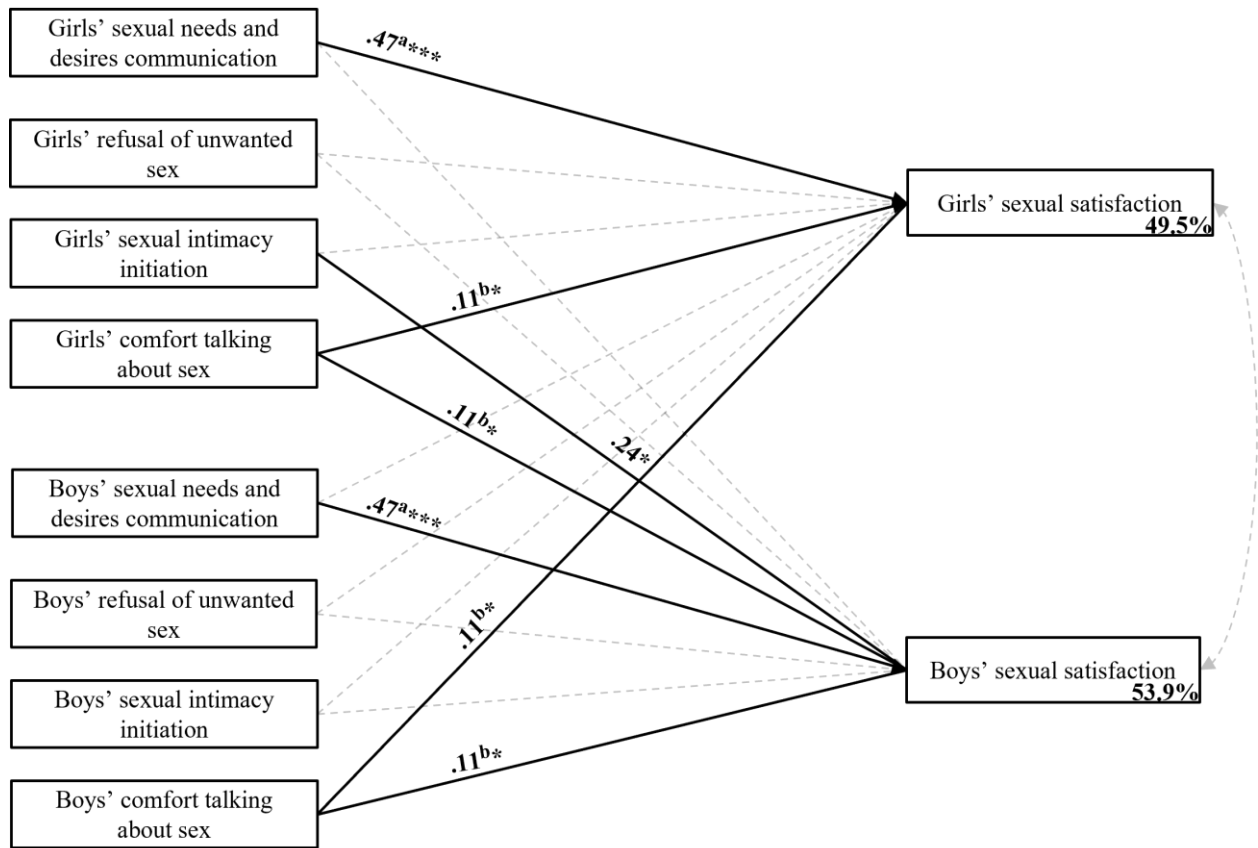 Girls’ sexual needs and
desires communication
.47a***
Girls’ refusal of unwanted
sex
Girls’ sexual satisfaction
49.5%
Girls’ sexual intimacy
initiation
.11b*
Girls’ comfort talking
about sex
.11b*
.24*
Boys’ sexual needs and
desires communication
.47a***
Boys’ refusal of unwanted
sex
.11b*
Boys’ sexual satisfaction
53.9%
Boys’ sexual intimacy
initiation
.11b*
Boys’ comfort talking
about sex